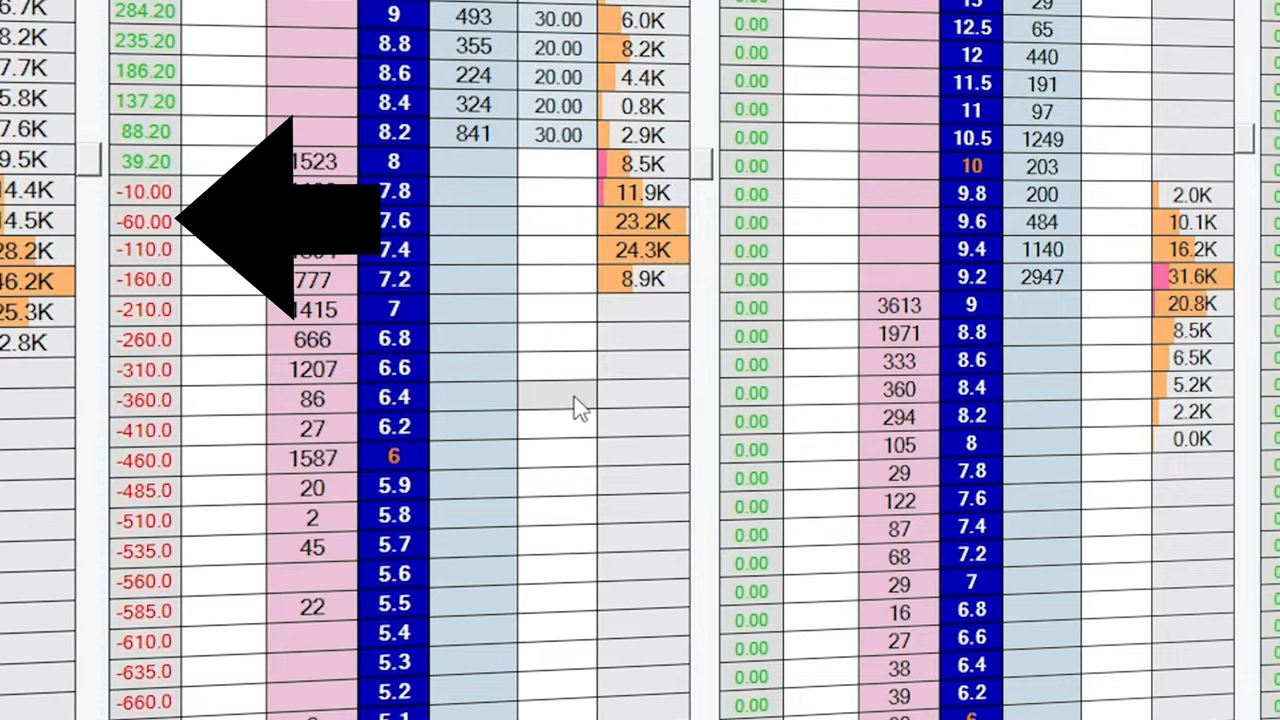 6.7K 284.20 9 493 30.00 6.0K 0.00 13 29
8.2K 235.20 8.8 355 20.00 8.2K 0.00 12.5 65
7.7K 186.20 8.6 224 20.00 4.4K 0.00 12 440
5.8K 137.20 8.4 324 20.00 0.8K 0.00 11.5 191
7.6K 88.20 8.2 841 30.00 2.9K 0.00 11 97
9.5K 39.20 1523 8 8.5K 0.00 10.5 1249
4.4K -10.00 7.8 11.9K 0.00 10 203
4.5K -60.00 7.6 23.2K 0.00 9.8 200 2.0K
28.2K -110.0 7.4 24.3K 0.00 9.6 484 10.1K
46.2K -160.0 777 7.2 8.9K 0.00 9.4 1140 16.2K
25.3K -210.0 1415 7 0.00 9.2 2947 31.6K
2.8K -260.0 666 6.8 0.00 3613 9 20.8K
-310.0 1207 6.6 0.00 1971 8.8 8.5K
-360.0 86 6.4 0.00 333 8.6 6.5K
-410.0 27 6.2 0.00 360 8.4 5.2K
-460.0 1587 6 0.00 294 8.2 2.2K
-485.0 20 5.9 0.00 105 8 0.0K
-510.0 2 5.8 0.00 29 7.8
-535.0 45 5.7 0.00 122 7.6
-560.0 5.6 0.00 87 7.4
-585.0 22 5.5 0.00 68 7.2
-610.0 5.4 0.00 29 7
-635.0 5.3 0.00 16 6.8
-660.0 5.2 0.00 27 6.6
5.1 0.00 38 6.4
0.00 39 6.2
6